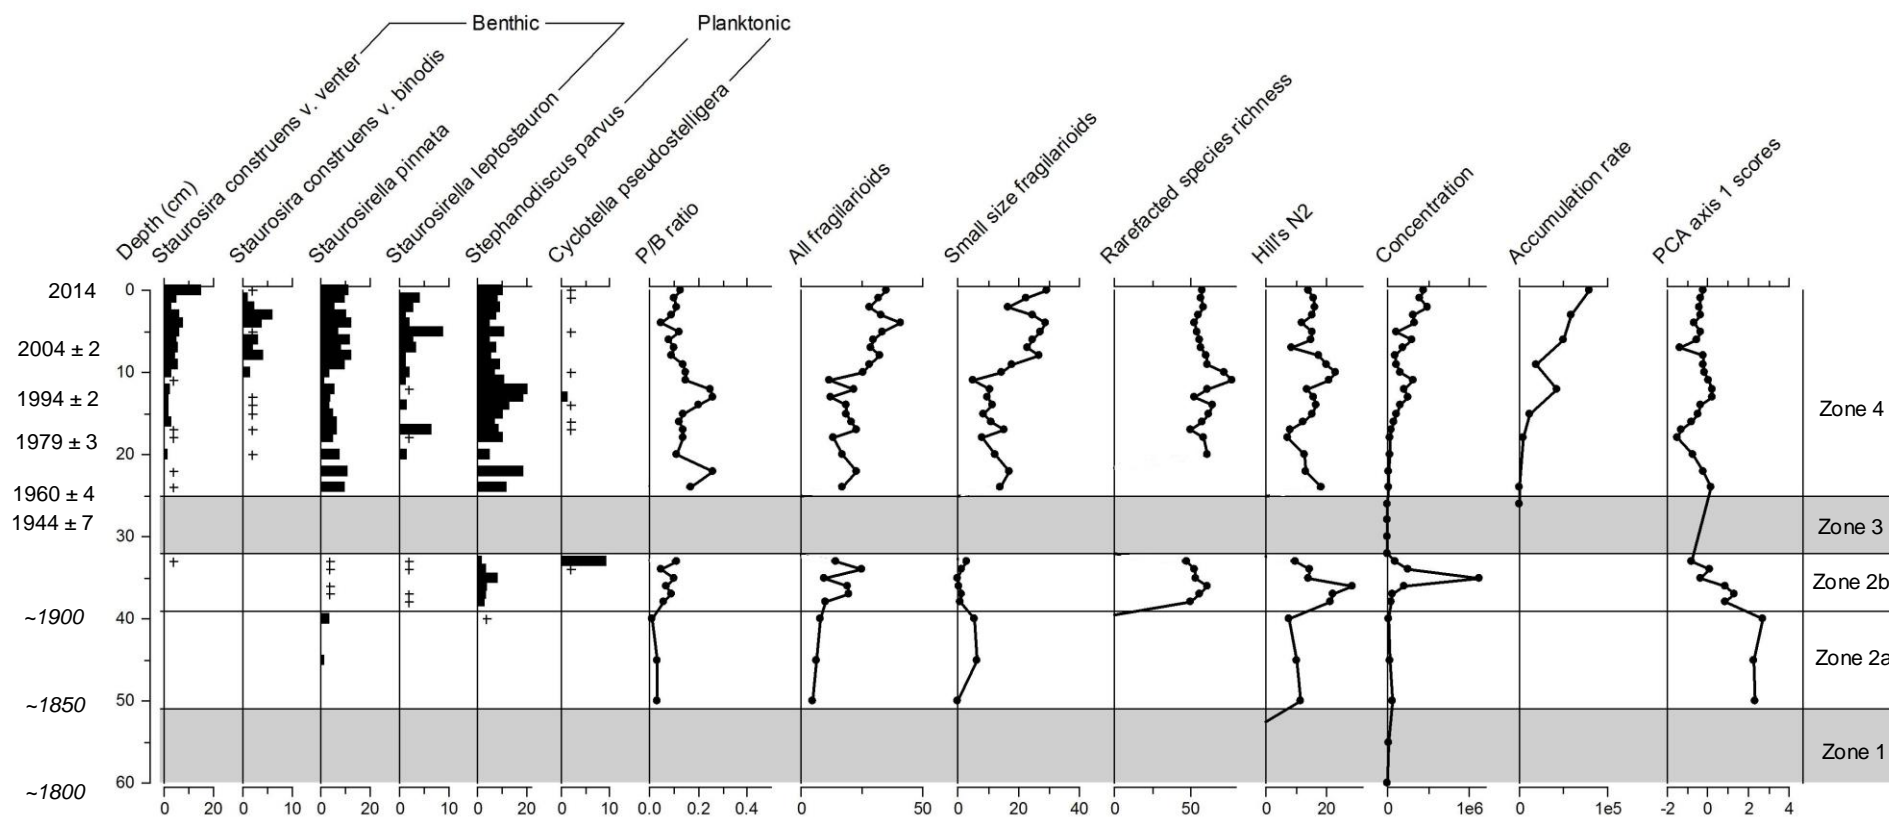 Benthic
Planktonic
Depth (cm)
Staurosira construens v. venter
Staurosira construens v. binodis
Staurosirella pinnata
Staurosirella leptostauron
Stephanodiscus parvus
Cyclotella pseudostelligera
P/B ratio
All fragilarioids
Small size fragilarioids
Rarefacted species richness
Hill's N2
Concentration
Accumulation rate
PCA axis 1 scores
2014
2004 ± 2
1994 ± 2
1979 ± 3
1960 ± 4
1944 ± 7
~1900
~1850
~1800
0
10
20
30
40
50
60
Zone 4
Zone 3
Zone 2b
Zone 2a
Zone 1
0 20
0 10
0 20
0 10
0 20
0 10
0.0 0.2 0.4
0 50
0 20 40
0 50
0 20
0 1e6
0 1e5
-2 0 2 4